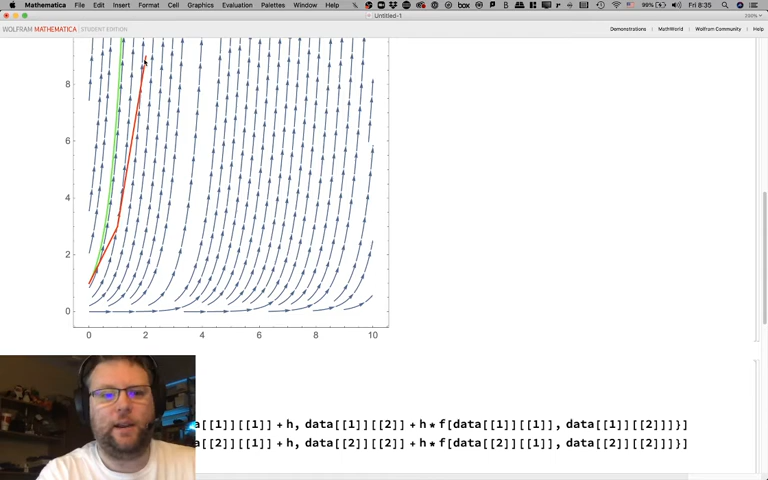 Mathematica File Edit Insert Format Cell Graphics Evaluation Palettes Window Help
99% Fri 8:35
Untitled-1
200%
WOLFRAM MATHEMATICA STUDENT EDITION
Demonstrations MathWorld Wolfram Community Help
8
6
4
2
0
0 2 4 6 8 10
a[[1]][[1]] + h, data[[1]][[2]] + h * f[data[[1]][[1]], data[[1]][[2]]]}]
a[[2]][[1]] + h, data[[2]][[2]] + h * f[data[[2]][[1]], data[[2]][[2]]]}]